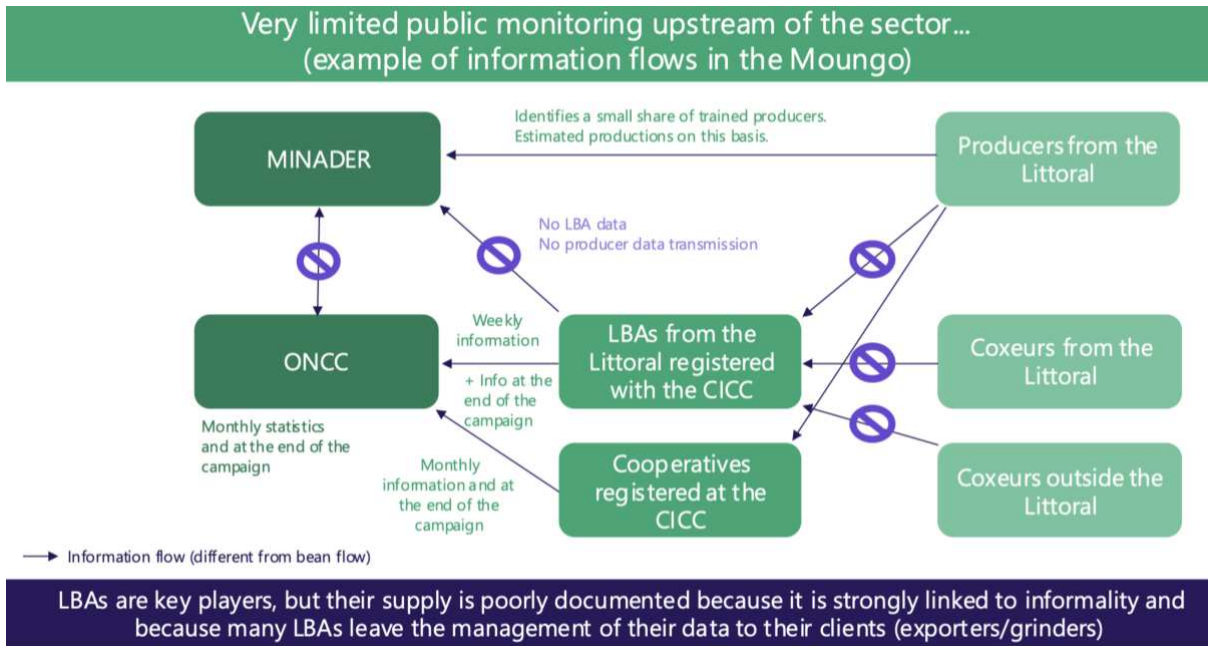 Very limited public monitoring upstream of the sector...
(example of information flows in the Moungo)
Identifies a small share of trained producers.
Estimated productions on this basis.
MINADER
Producers from the
Littoral
No LBA data
No producer data transmission
Weekly
information
ONCC
LBAs from the
Littoral registered
with the CICC
Coxeurs from the
Littoral
+ Info at the
end of the
campaign
Monthly statistics
and at the end of the
campaign
Monthly
information and at
the end of the
campaign
Cooperatives
registered at the
CICC
Coxeurs outside the
Littoral
Information flow (different from bean flow)
LBAs are key players, but their supply is poorly documented because it is strongly linked to informality and
because many LBAs leave the management of their data to their clients (exporters/grinders)